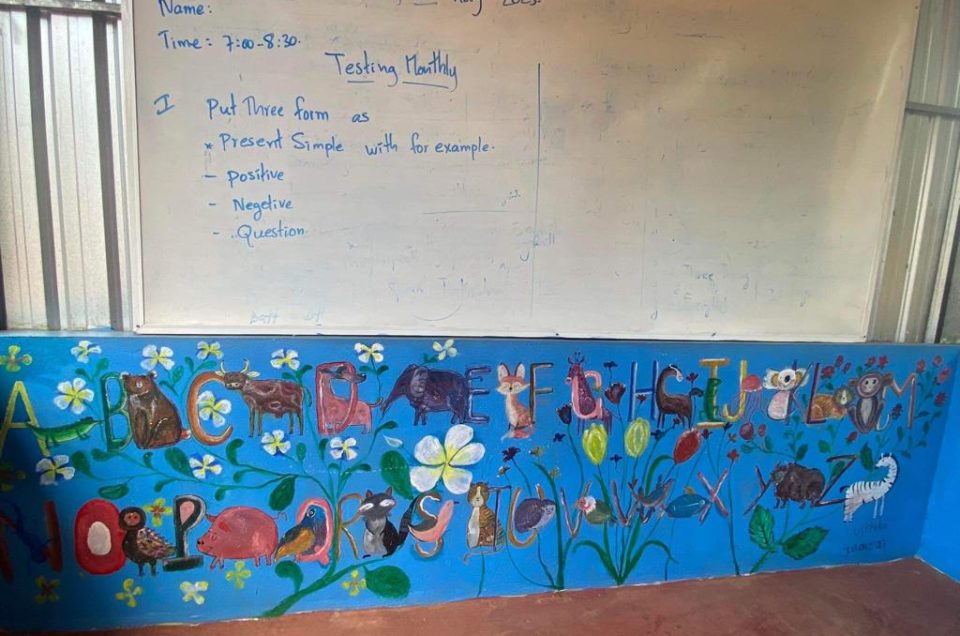 Name:
Time: 7:00-8:30.
Testing Monthly
I Put Three form as
* Present Simple with for example.
- Positive
- Negetive
- Question
A B C D E F G H I J L M
N O P Q R S T U V W X Y Z